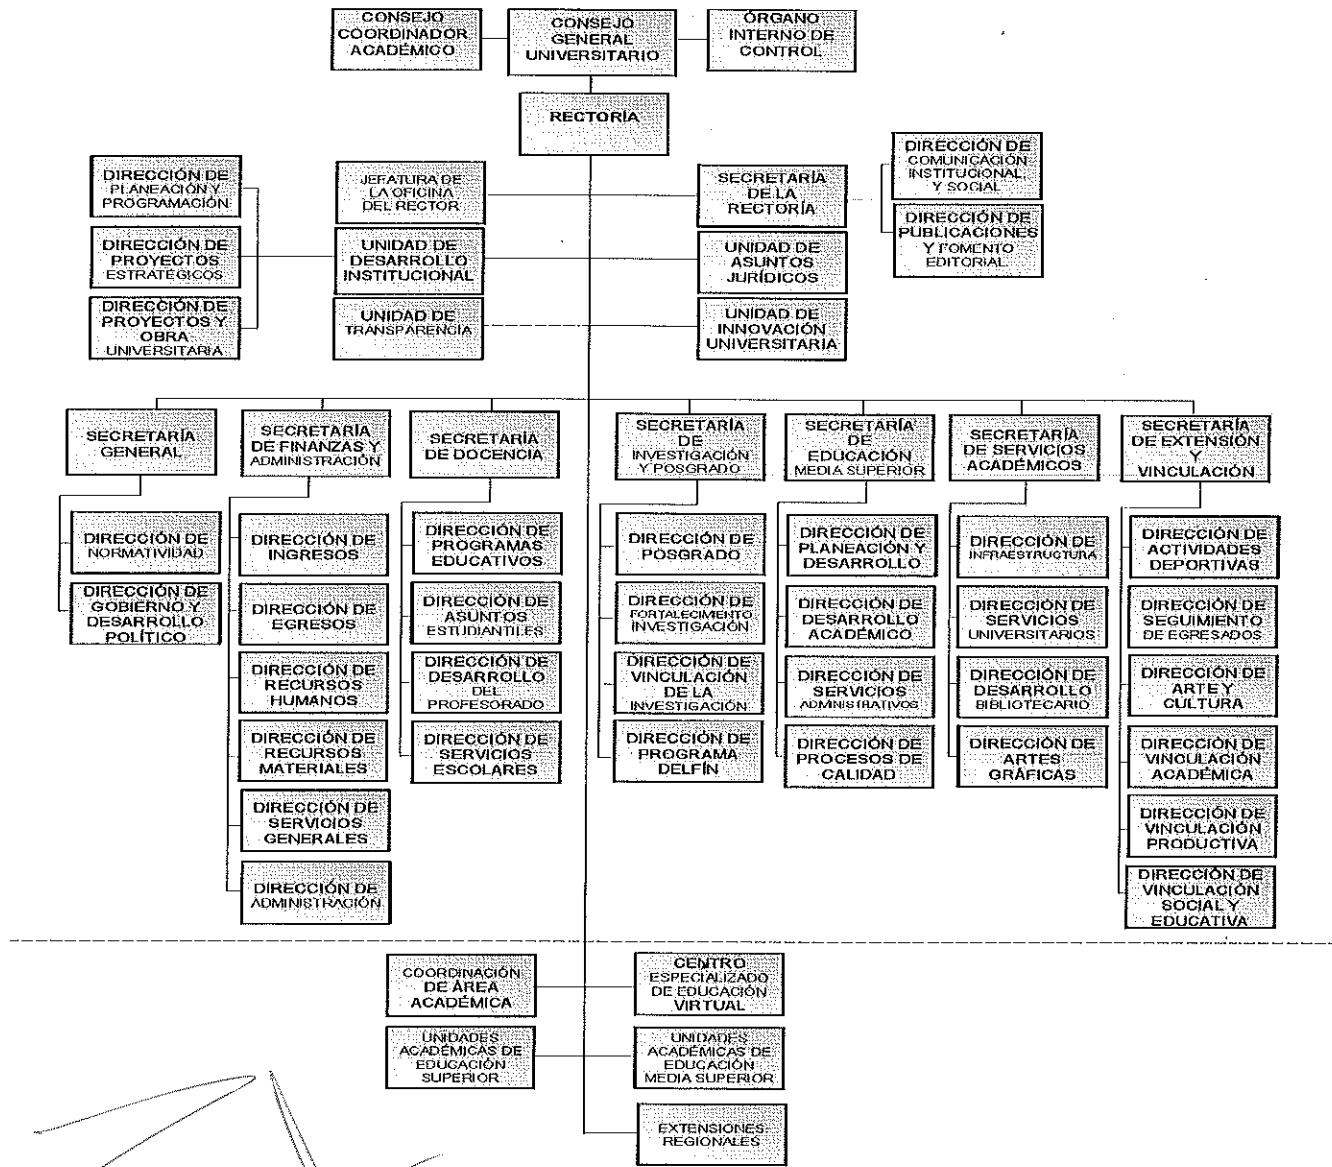 CONSEJO
COORDINADOR
ACADÉMICO
CONSEJO
GENERAL
UNIVERSITARIO
ÓRGANO
INTERNO DE
CONTROL
RECTORÍA
DIRECCIÓN DE
PLANEACIÓN Y
PROGRAMACIÓN
DIRECCIÓN DE
PROYECTOS
ESTRATÉGICOS
DIRECCIÓN DE
PROYECTOS Y
OBRA
UNIVERSITARIA
JEFATURA DE
LA OFICINA
DEL RECTOR
UNIDAD DE
DESARROLLO
INSTITUCIONAL
UNIDAD DE
TRANSPARENCIA
SECRETARÍA
DE LA
RECTORÍA
UNIDAD DE
ASUNTOS
JURÍDICOS
UNIDAD DE
INNOVACIÓN
UNIVERSITARIA
DIRECCIÓN DE
COMUNICACIÓN
INSTITUCIONAL
Y SOCIAL
DIRECCIÓN DE
PUBLICACIONES
Y FOMENTO
EDITORIAL
SECRETARÍA
GENERAL
DIRECCIÓN DE
NORMATIVIDAD
DIRECCIÓN DE
GOBIERNO Y
DESARROLLO
POLÍTICO
SECRETARÍA
DE FINANZAS Y
ADMINISTRACIÓN
DIRECCIÓN DE
INGRESOS
DIRECCIÓN DE
EGRESOS
DIRECCIÓN DE
RECURSOS
HUMANOS
DIRECCIÓN DE
RECURSOS
MATERIALES
DIRECCIÓN DE
SERVICIOS
GENERALES
DIRECCIÓN DE
ADMINISTRACIÓN
SECRETARÍA
DE DOCENCIA
DIRECCIÓN DE
PROGRAMAS
EDUCATIVOS
DIRECCIÓN DE
ASUNTOS
ESTUDIANTILES
DIRECCIÓN DE
DESARROLLO
DEL
PROFESORADO
DIRECCIÓN DE
SERVICIOS
ESCOLARES
SECRETARÍA
DE
INVESTIGACIÓN
Y POSGRADO
DIRECCIÓN DE
POSGRADO
DIRECCIÓN DE
FORTALECIMIENTO
INVESTIGACIÓN
DIRECCIÓN DE
VINCULACIÓN
DE LA
INVESTIGACIÓN
DIRECCIÓN DE
PROGRAMA
DELFÍN
SECRETARÍA
DE
EDUCACIÓN
MEDIA SUPERIOR
DIRECCIÓN DE
PLANEACIÓN Y
DESARROLLO
DIRECCIÓN DE
DESARROLLO
ACADÉMICO
DIRECCIÓN DE
SERVICIOS
ADMINISTRATIVOS
DIRECCIÓN DE
PROCESOS DE
CALIDAD
SECRETARÍA
DE SERVICIOS
ACADÉMICOS
DIRECCIÓN DE
INFRAESTRUCTURA
DIRECCIÓN DE
SERVICIOS
UNIVERSITARIOS
DIRECCIÓN DE
DESARROLLO
BIBLIOTECARIO
DIRECCIÓN DE
ARTES
GRÁFICAS
SECRETARÍA
DE EXTENSIÓN
Y
VINCULACIÓN
DIRECCIÓN DE
ACTIVIDADES
DEPORTIVAS
DIRECCIÓN DE
SEGUIMIENTO
DE EGRESADOS
DIRECCIÓN DE
ARTE Y
CULTURA
DIRECCIÓN DE
VINCULACIÓN
ACADÉMICA
DIRECCIÓN DE
VINCULACIÓN
PRODUCTIVA
DIRECCIÓN DE
VINCULACIÓN
SOCIAL Y
EDUCATIVA
COORDINACIÓN
DE ÁREA
ACADÉMICA
CENTRO
ESPECIALIZADO
DE EDUCACIÓN
VIRTUAL
UNIDADES
ACADÉMICAS DE
EDUCACIÓN
SUPERIOR
UNIDADES
ACADÉMICAS DE
EDUCACIÓN
MEDIA SUPERIOR
EXTENSIONES
REGIONALES